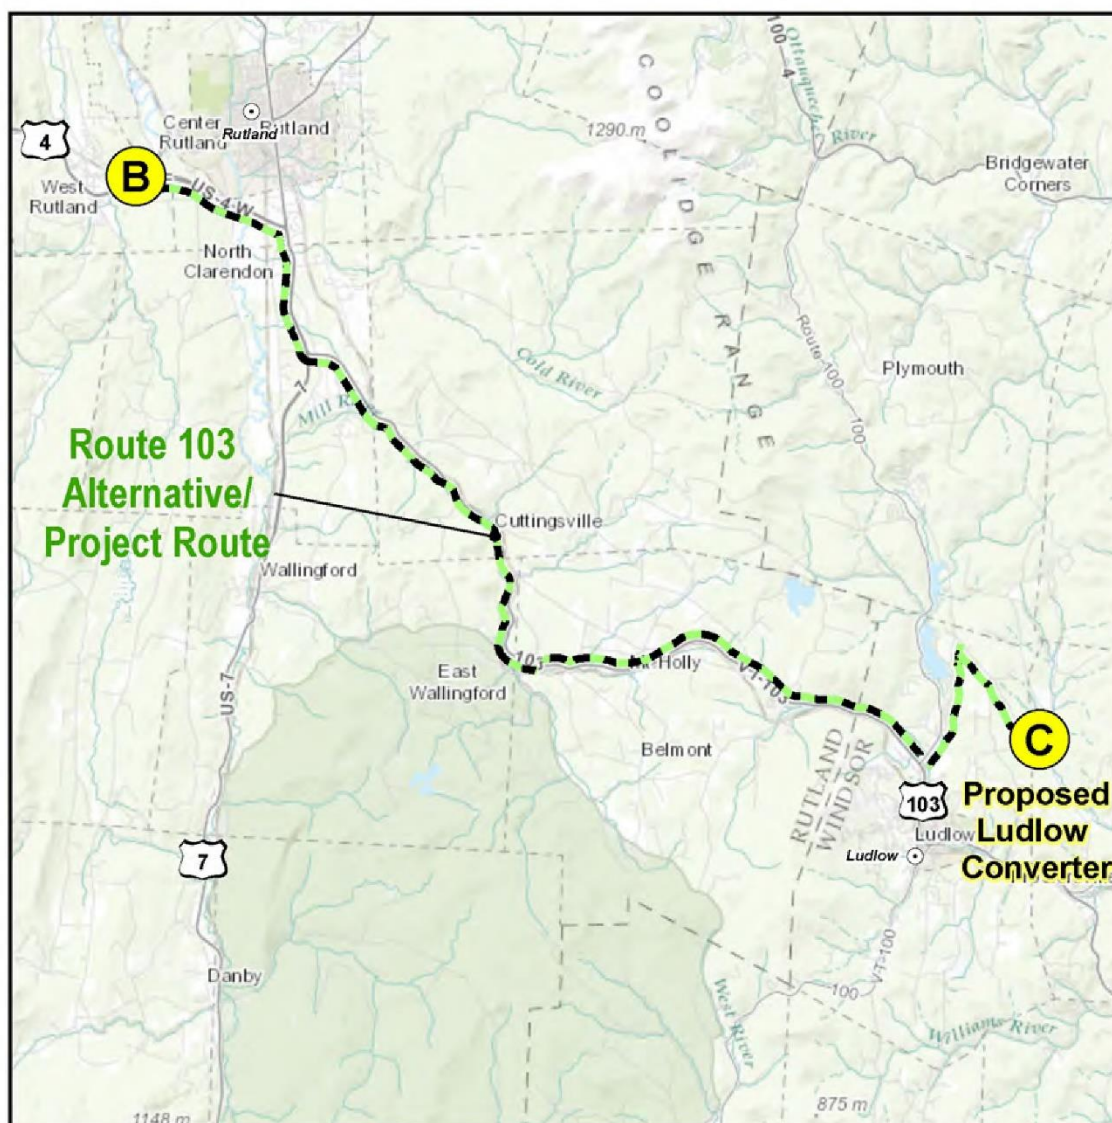 100
4
Ottauquechee
River
COOLIDGE RANGE
Center
Rutland
Rutland
Rutland
1290 m
4
Bridgewater
Corners
West
Rutland
B
US-4-W
North
Clarendon
Route-100
Plymouth
Cold River
7
Mill River
100
Route 103
Alternative/
Project Route
Cuttingsville
Wallingford
103
Holly
VT-103
East
Wallingford
US-7
Belmont
C
RUTLAND
WINDSOR
103
Proposed
Ludlow
Ludlow
Converter
Ludlow
7
VT-100
Danby
100
West River
Williams River
1148 m
875 m